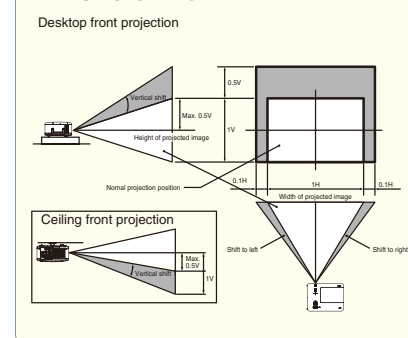 Desktop front projection
Vertical shift
0.5V
Max. 0.5V
1V
Height of projected image
Nomal projection position
0.1H
1H
0.1H
Width of projected image
Ceiling front projection
Shift to left
Shift to right
Max.
0.5V
Vertical shift
1V